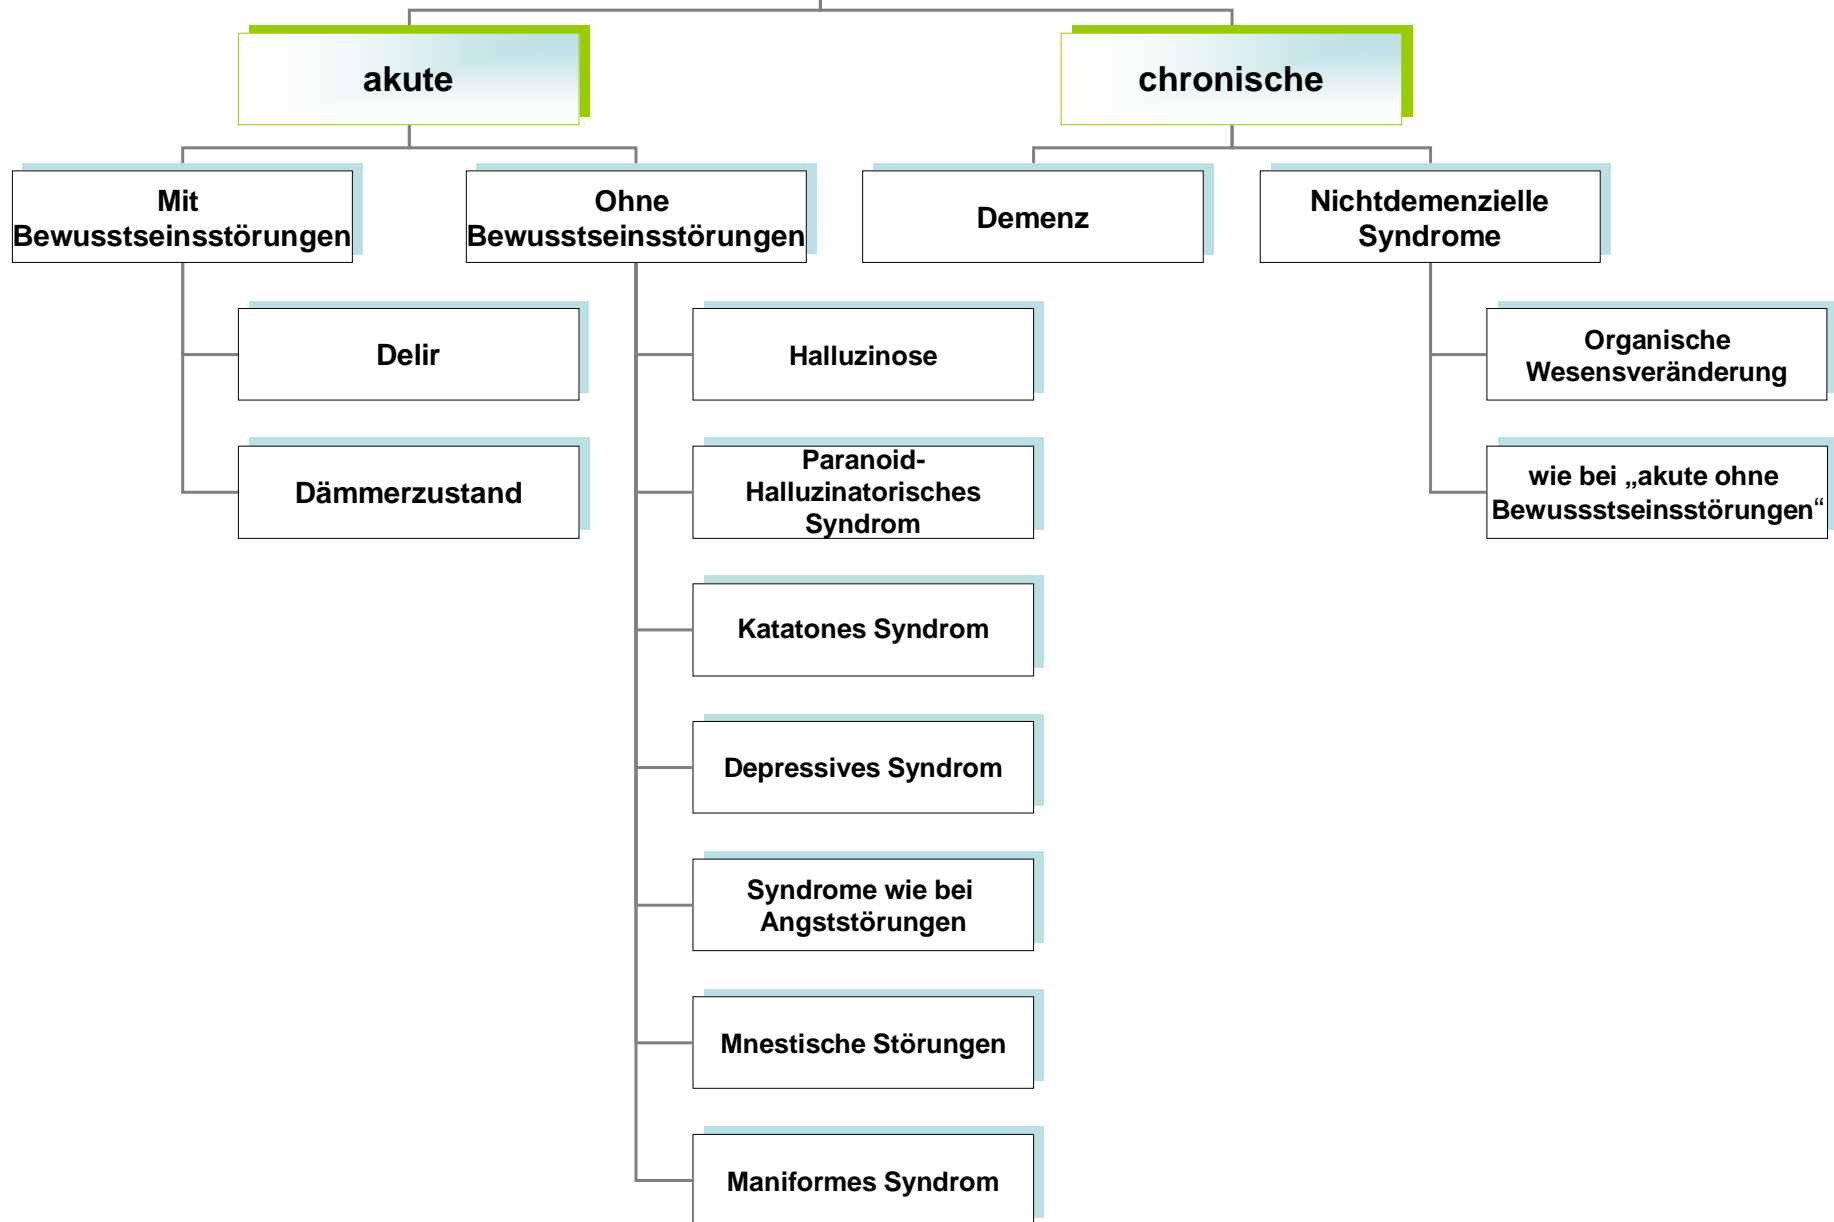 akute
chronische
Mit
Bewusstseinsstörungen
Ohne
Bewusstseinsstörungen
Demenz
Nichtdemenzielle
Syndrome
Delir
Halluzinose
Organische
Wesensveränderung
Dämmerzustand
Paranoid-
Halluzinatorisches
Syndrom
wie bei „akute ohne
Bewussstseinsstörungen“
Katatones Syndrom
Depressives Syndrom
Syndrome wie bei
Angststörungen
Mnestische Störungen
Maniformes Syndrom